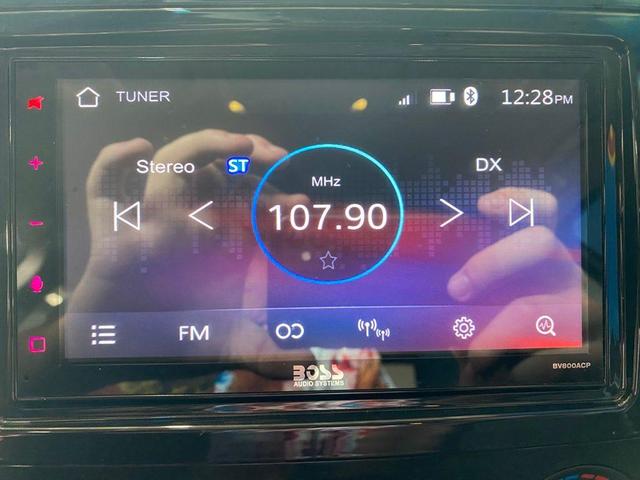 TUNER
12:28PM
Stereo ST
DX
MHz
107.90
FM
BOSS
AUDIO SYSTEMS
BV800ACP